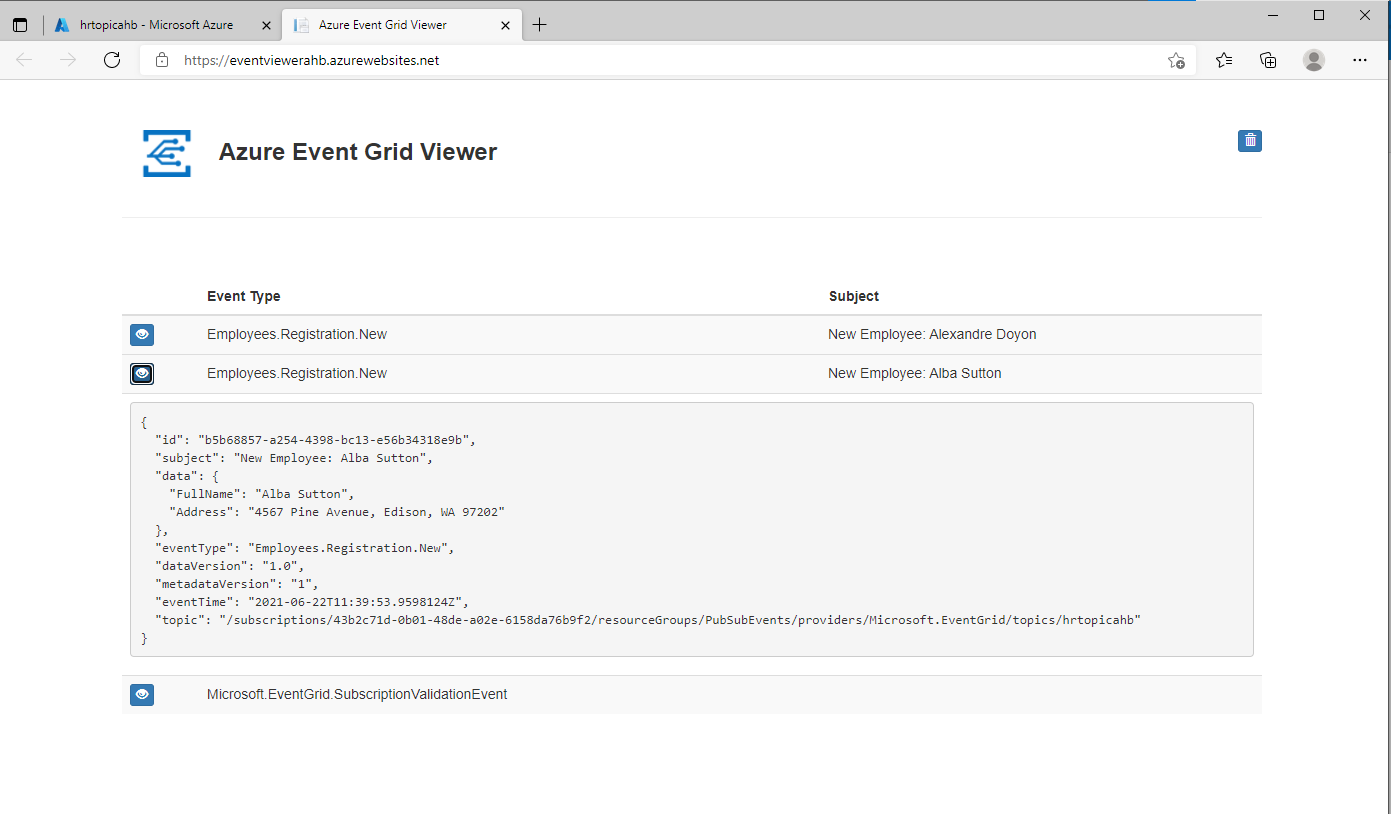 hrtopicahb - Microsoft Azure
Azure Event Grid Viewer
https://eventviewerahb.azurewebsites.net
Azure Event Grid Viewer
Event Type Subject
Employees.Registration.New New Employee: Alexandre Doyon
Employees.Registration.New New Employee: Alba Sutton
{
"id": "b5b68857-a254-4398-bc13-e56b34318e9b",
"subject": "New Employee: Alba Sutton",
"data": {
"FullName": "Alba Sutton",
"Address": "4567 Pine Avenue, Edison, WA 97202"
},
"eventType": "Employees.Registration.New",
"dataVersion": "1.0",
"metadataVersion": "1",
"eventTime": "2021-06-22T11:39:53.9598124Z",
"topic": "/subscriptions/43b2c71d-0b01-48de-a02e-6158da76b9f2/resourceGroups/PubSubEvents/providers/Microsoft.EventGrid/topics/hrtopicahb"
}
Microsoft.EventGrid.SubscriptionValidationEvent